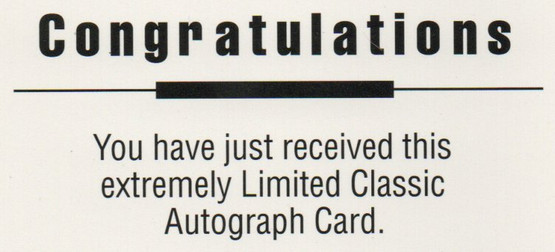 Congratulations
You have just received this
extremely Limited Classic
Autograph Card.